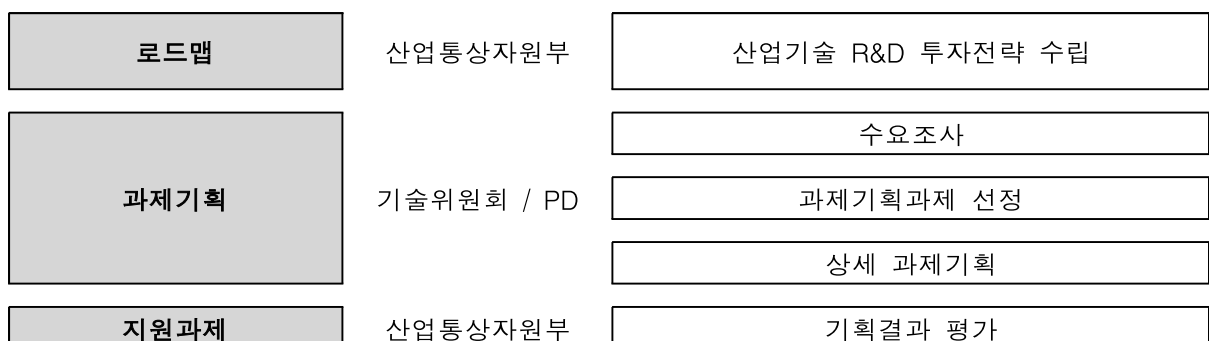 로드맵 산업통상자원부 산업기술 R&D 투자전략 수립
수요조사
과제기획 기술위원회 / PD 과제기획과제 선정
상세 과제기획
지원과제 산업통상자원부 기획결과 평가